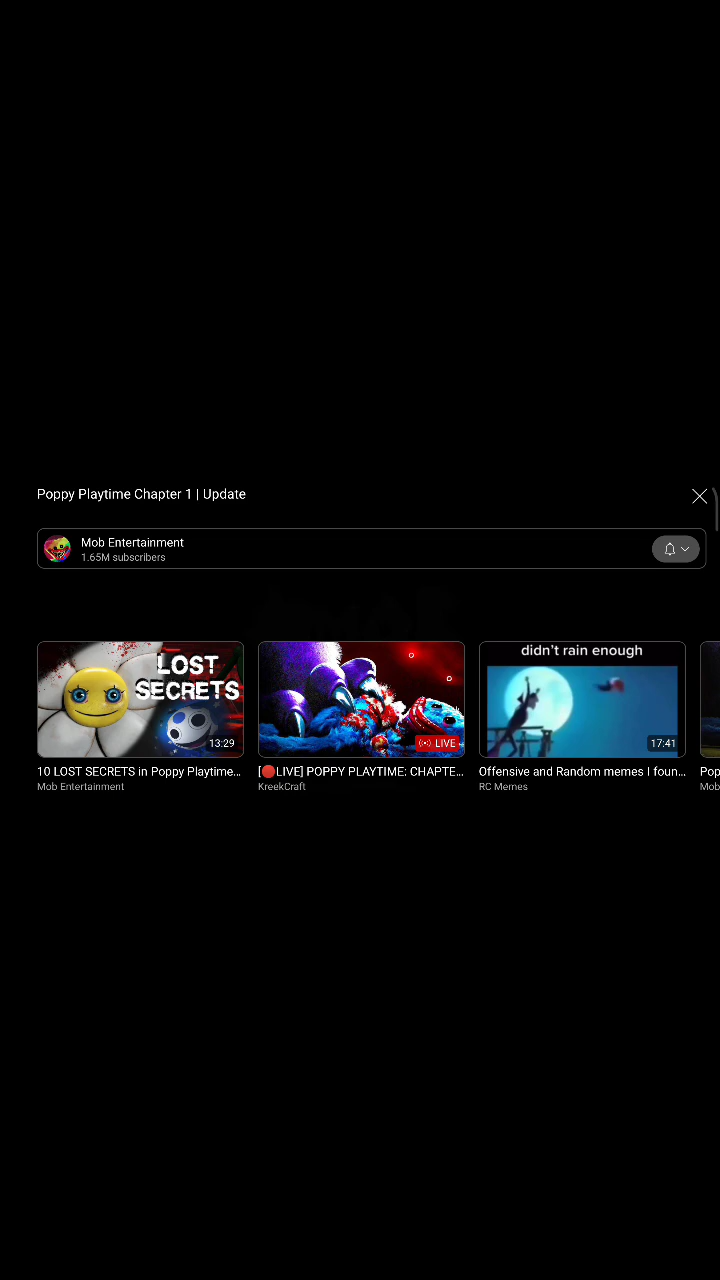 Poppy Playtime Chapter 1 | Update
Mob Entertainment
1.65M subscribers
LOST
SECRETS
13:29
LIVE
didn't rain enough
17:41
10 LOST SECRETS in Poppy Playtime...
Mob Entertainment
[🔴LIVE] POPPY PLAYTIME: CHAPTE...
KreekCraft
Offensive and Random memes I foun...
RC Memes
Pop
Mob